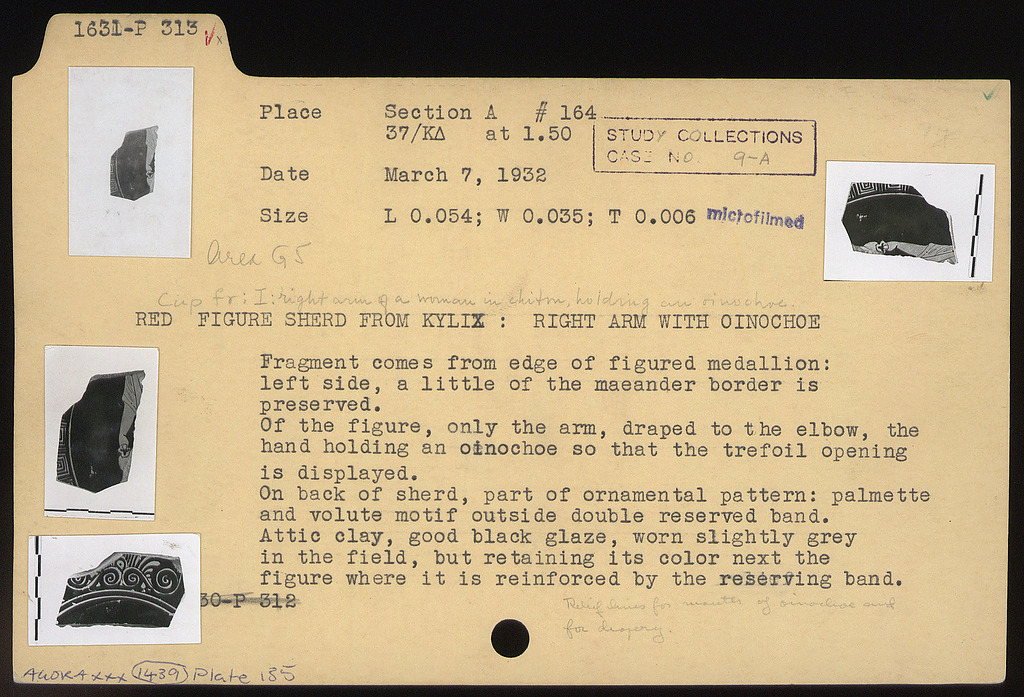 1631-P 313
Place Section A # 164
37/ΚΔ at 1.50
STUDY COLLECTIONS
CASE NO. 9-A
Date March 7, 1932
Size L 0.054; W 0.035; T 0.006 microfilmed
Area G5
Cup fr: I: right arm of a woman in chiton, holding an oinochoe.
RED FIGURE SHERD FROM KYLIX : RIGHT ARM WITH OINOCHOE
Fragment comes from edge of figured medallion:
left side, a little of the maeander border is
preserved.
Of the figure, only the arm, draped to the elbow, the
hand holding an oinochoe so that the trefoil opening
is displayed.
On back of sherd, part of ornamental pattern: palmette
and volute motif outside double reserved band.
Attic clay, good black glaze, worn slightly grey
in the field, but retaining its color next the
figure where it is reinforced by the reserving band.
30-P 312
Relief lines for mouth of oinochoe and
for drapery.
AGORA xxx 1439 Plate 135